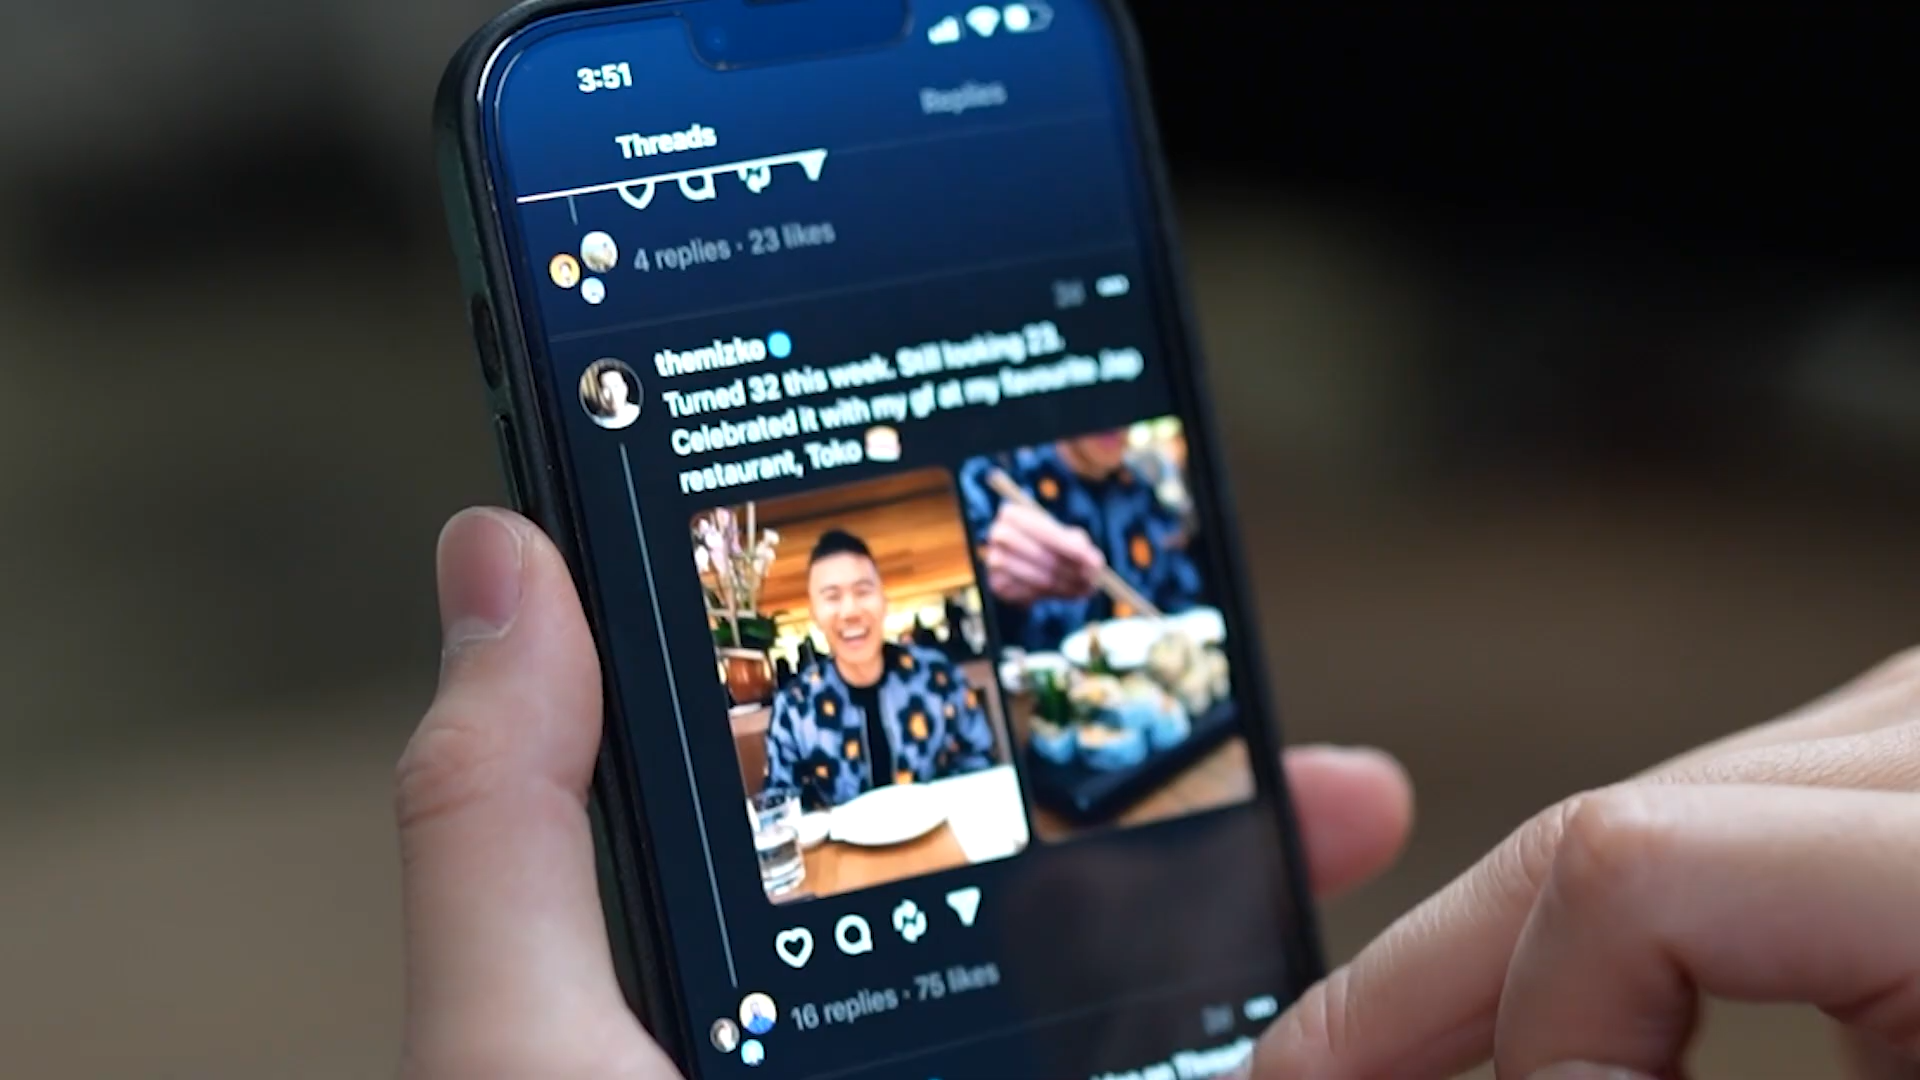 3:51
Threads
Replies
4 replies · 23 likes
themizko
Turned 32 this week. Still looking 23.
Celebrated it with my gf at my favourite Jap
restaurant, Toko 🍰
16 replies · 75 likes